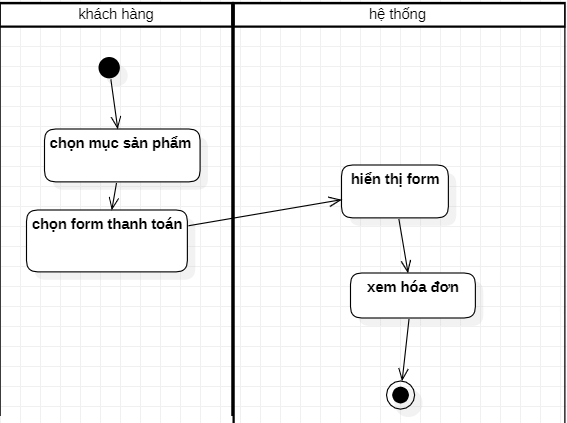 khách hàng
hệ thống
chọn mục sản phẩm
chọn form thanh toán
hiển thị form
xem hóa đơn